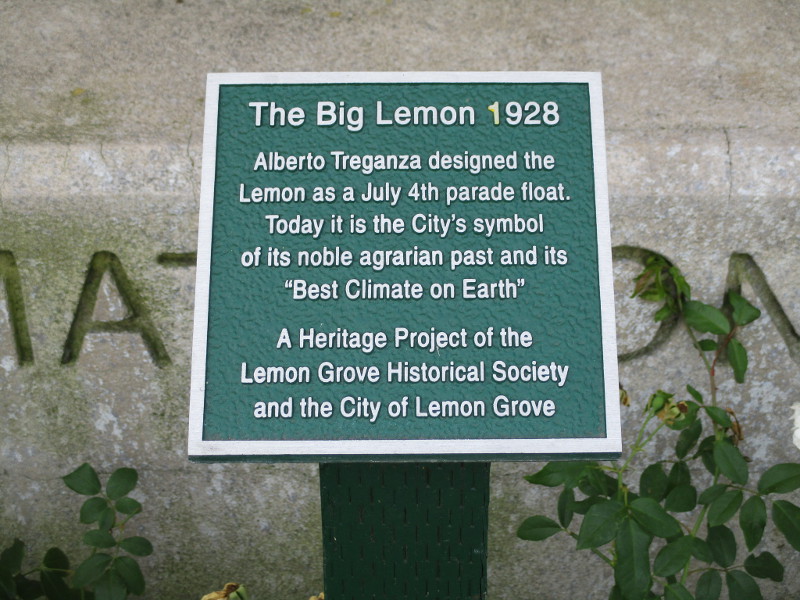 The Big Lemon 1928
Alberto Treganza designed the
Lemon as a July 4th parade float.
Today it is the City's symbol
of its noble agrarian past and its
"Best Climate on Earth"
A Heritage Project of the
Lemon Grove Historical Society
and the City of Lemon Grove